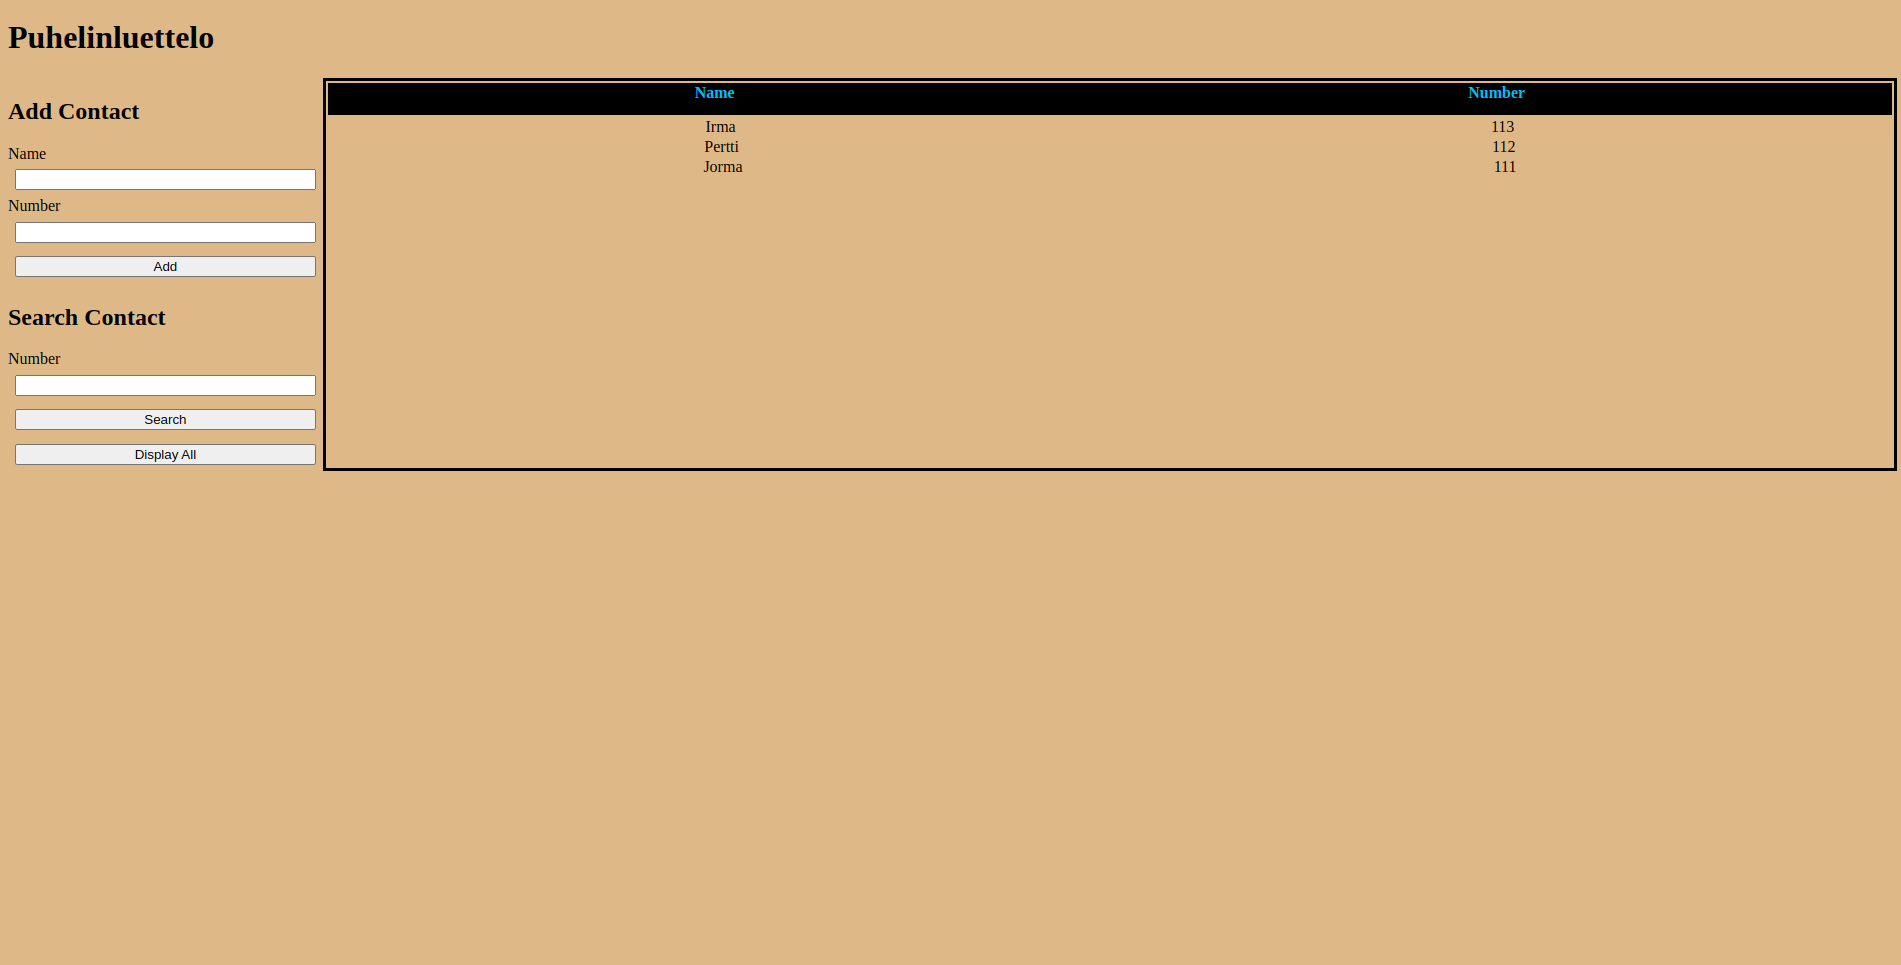 Puhelinluettelo
Add Contact
Name
Number
Add
Search Contact
Number
Search
Display All
Name Number
Irma 113
Pertti 112
Jorma 111